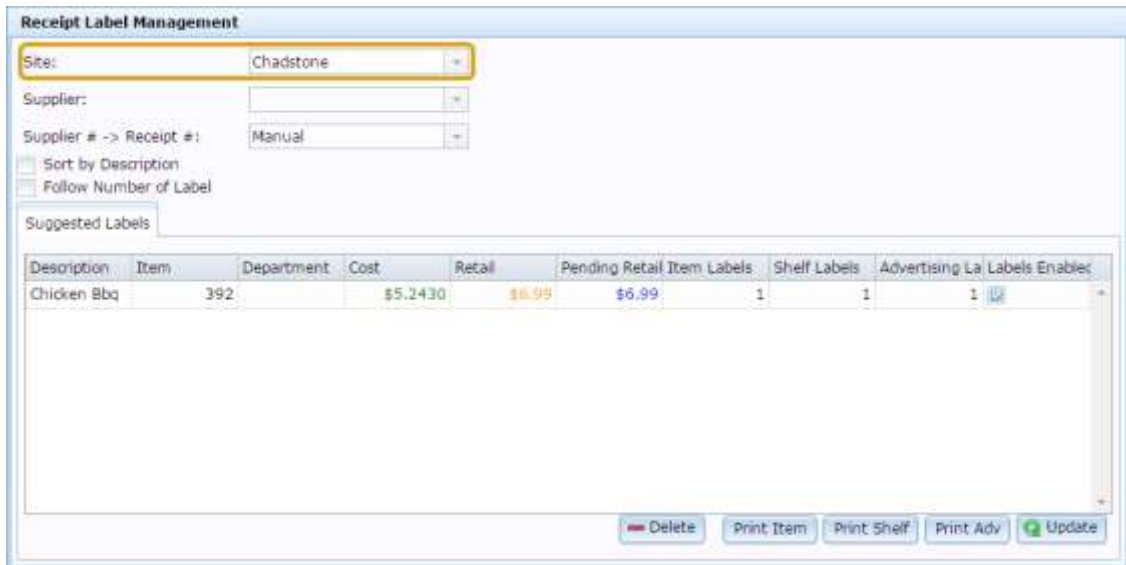 Receipt Label Management
Site: Chadstone
Supplier:
Supplier # -> Receipt #: Manual
Sort by Description
Follow Number of Label
Suggested Labels
Description Item Department Cost Retail Pending Retail Item Labels Shelf Labels Advertising La Labels Enabled
Chicken Bbq 392 $5.2430 $6.99 $6.99 1 1 1
Delete Print Item Print Shelf Print Adv Update